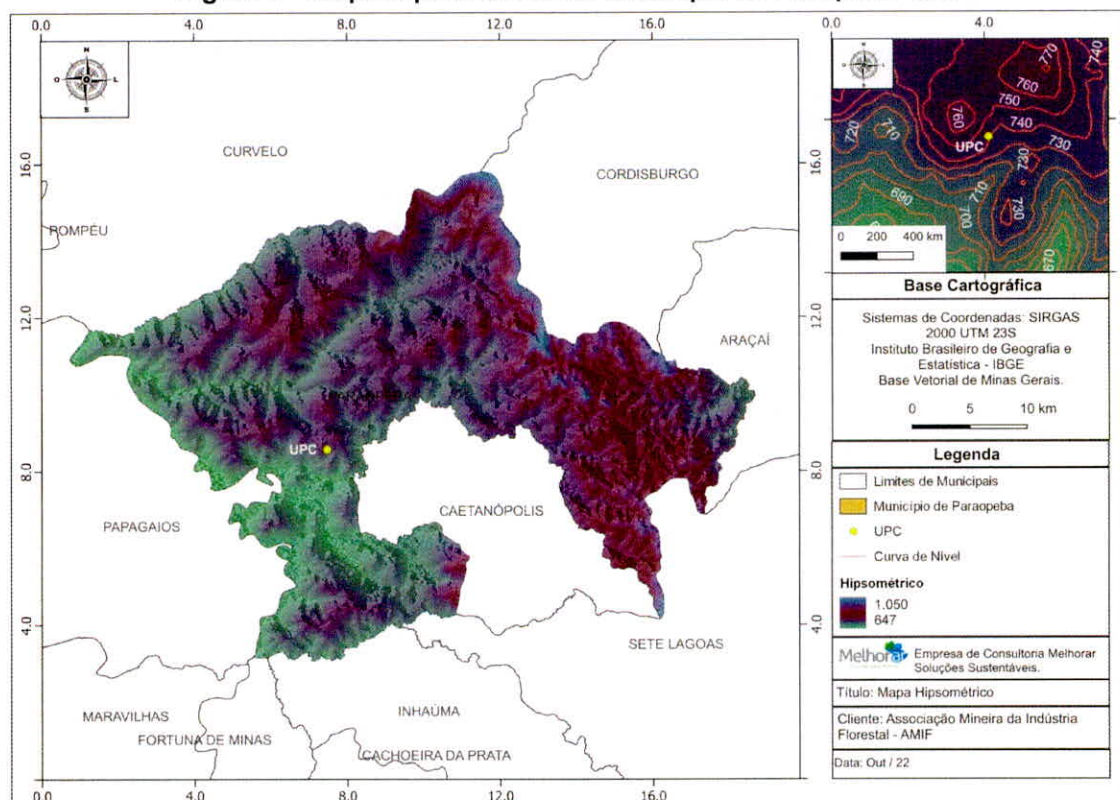 0.0 4.0 8.0 12.0 16.0
0.0 4.0
N
O L
S
CURVELO
CORDISBURGO
POMPÉU
ARAÇAÍ
UPC
CAETANÓPOLIS
PAPAGAIOS
SETE LAGOAS
MARAVILHAS
INHAÚMA
FORTUNA DE MINAS
CACHOEIRA DA PRATA
16.0
12.0
8.0
4.0
16.0
12.0
8.0
4.0
0.0 4.0 8.0 12.0 16.0
770
740
760
750
760
740
720
710
UPC
730
730
710
690
700
730
670
0 200 400 km
Base Cartográfica
Sistemas de Coordenadas: SIRGAS
2000 UTM 23S
Instituto Brasileiro de Geografia e
Estatística - IBGE
Base Vetorial de Minas Gerais.
0 5 10 km
Legenda
Limites de Municipais
Município de Paraopeba
UPC
Curva de Nível
Hipsométrico
1.050
647
Melhorar
Empresa de Consultoria Melhorar
Soluções Sustentáveis.
Título: Mapa Hipsométrico
Cliente: Associação Mineira da Indústria
Florestal - AMIF
Data: Out / 22